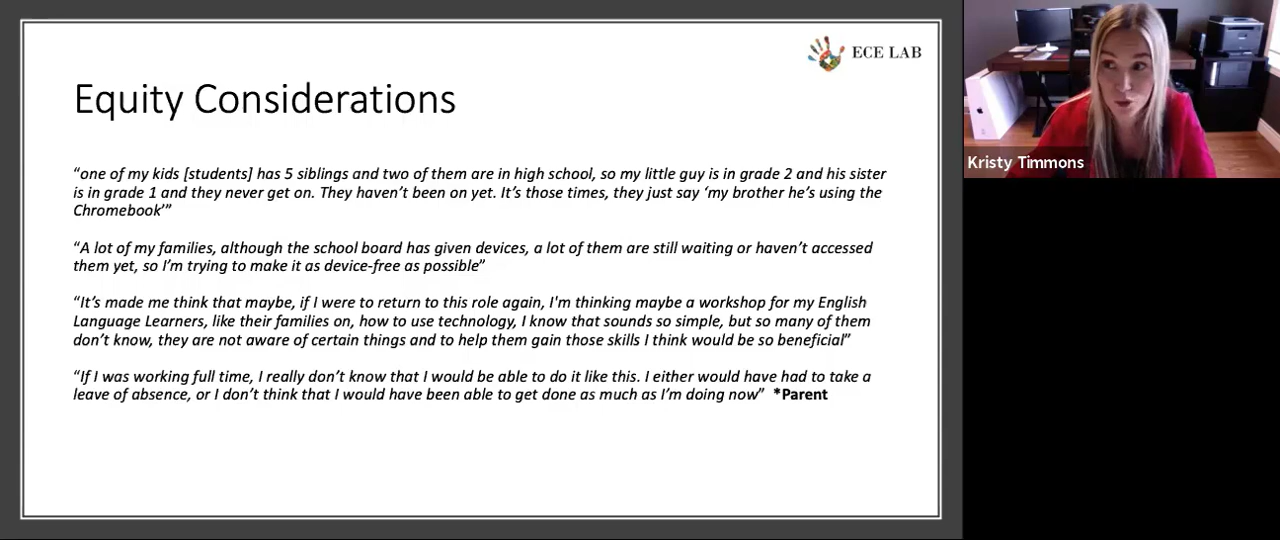 ECE LAB
Equity Considerations
“one of my kids [students] has 5 siblings and two of them are in high school, so my little guy is in grade 2 and his sister
is in grade 1 and they never get on. They haven’t been on yet. It’s those times, they just say ‘my brother he’s using the
Chromebook’”
“A lot of my families, although the school board has given devices, a lot of them are still waiting or haven’t accessed
them yet, so I’m trying to make it as device-free as possible”
“It’s made me think that maybe, if I were to return to this role again, I'm thinking maybe a workshop for my English
Language Learners, like their families on, how to use technology, I know that sounds so simple, but so many of them
don’t know, they are not aware of certain things and to help them gain those skills I think would be so beneficial”
“If I was working full time, I really don’t know that I would be able to do it like this. I either would have had to take a
leave of absence, or I don’t think that I would have been able to get done as much as I’m doing now” *Parent
Kristy Timmons